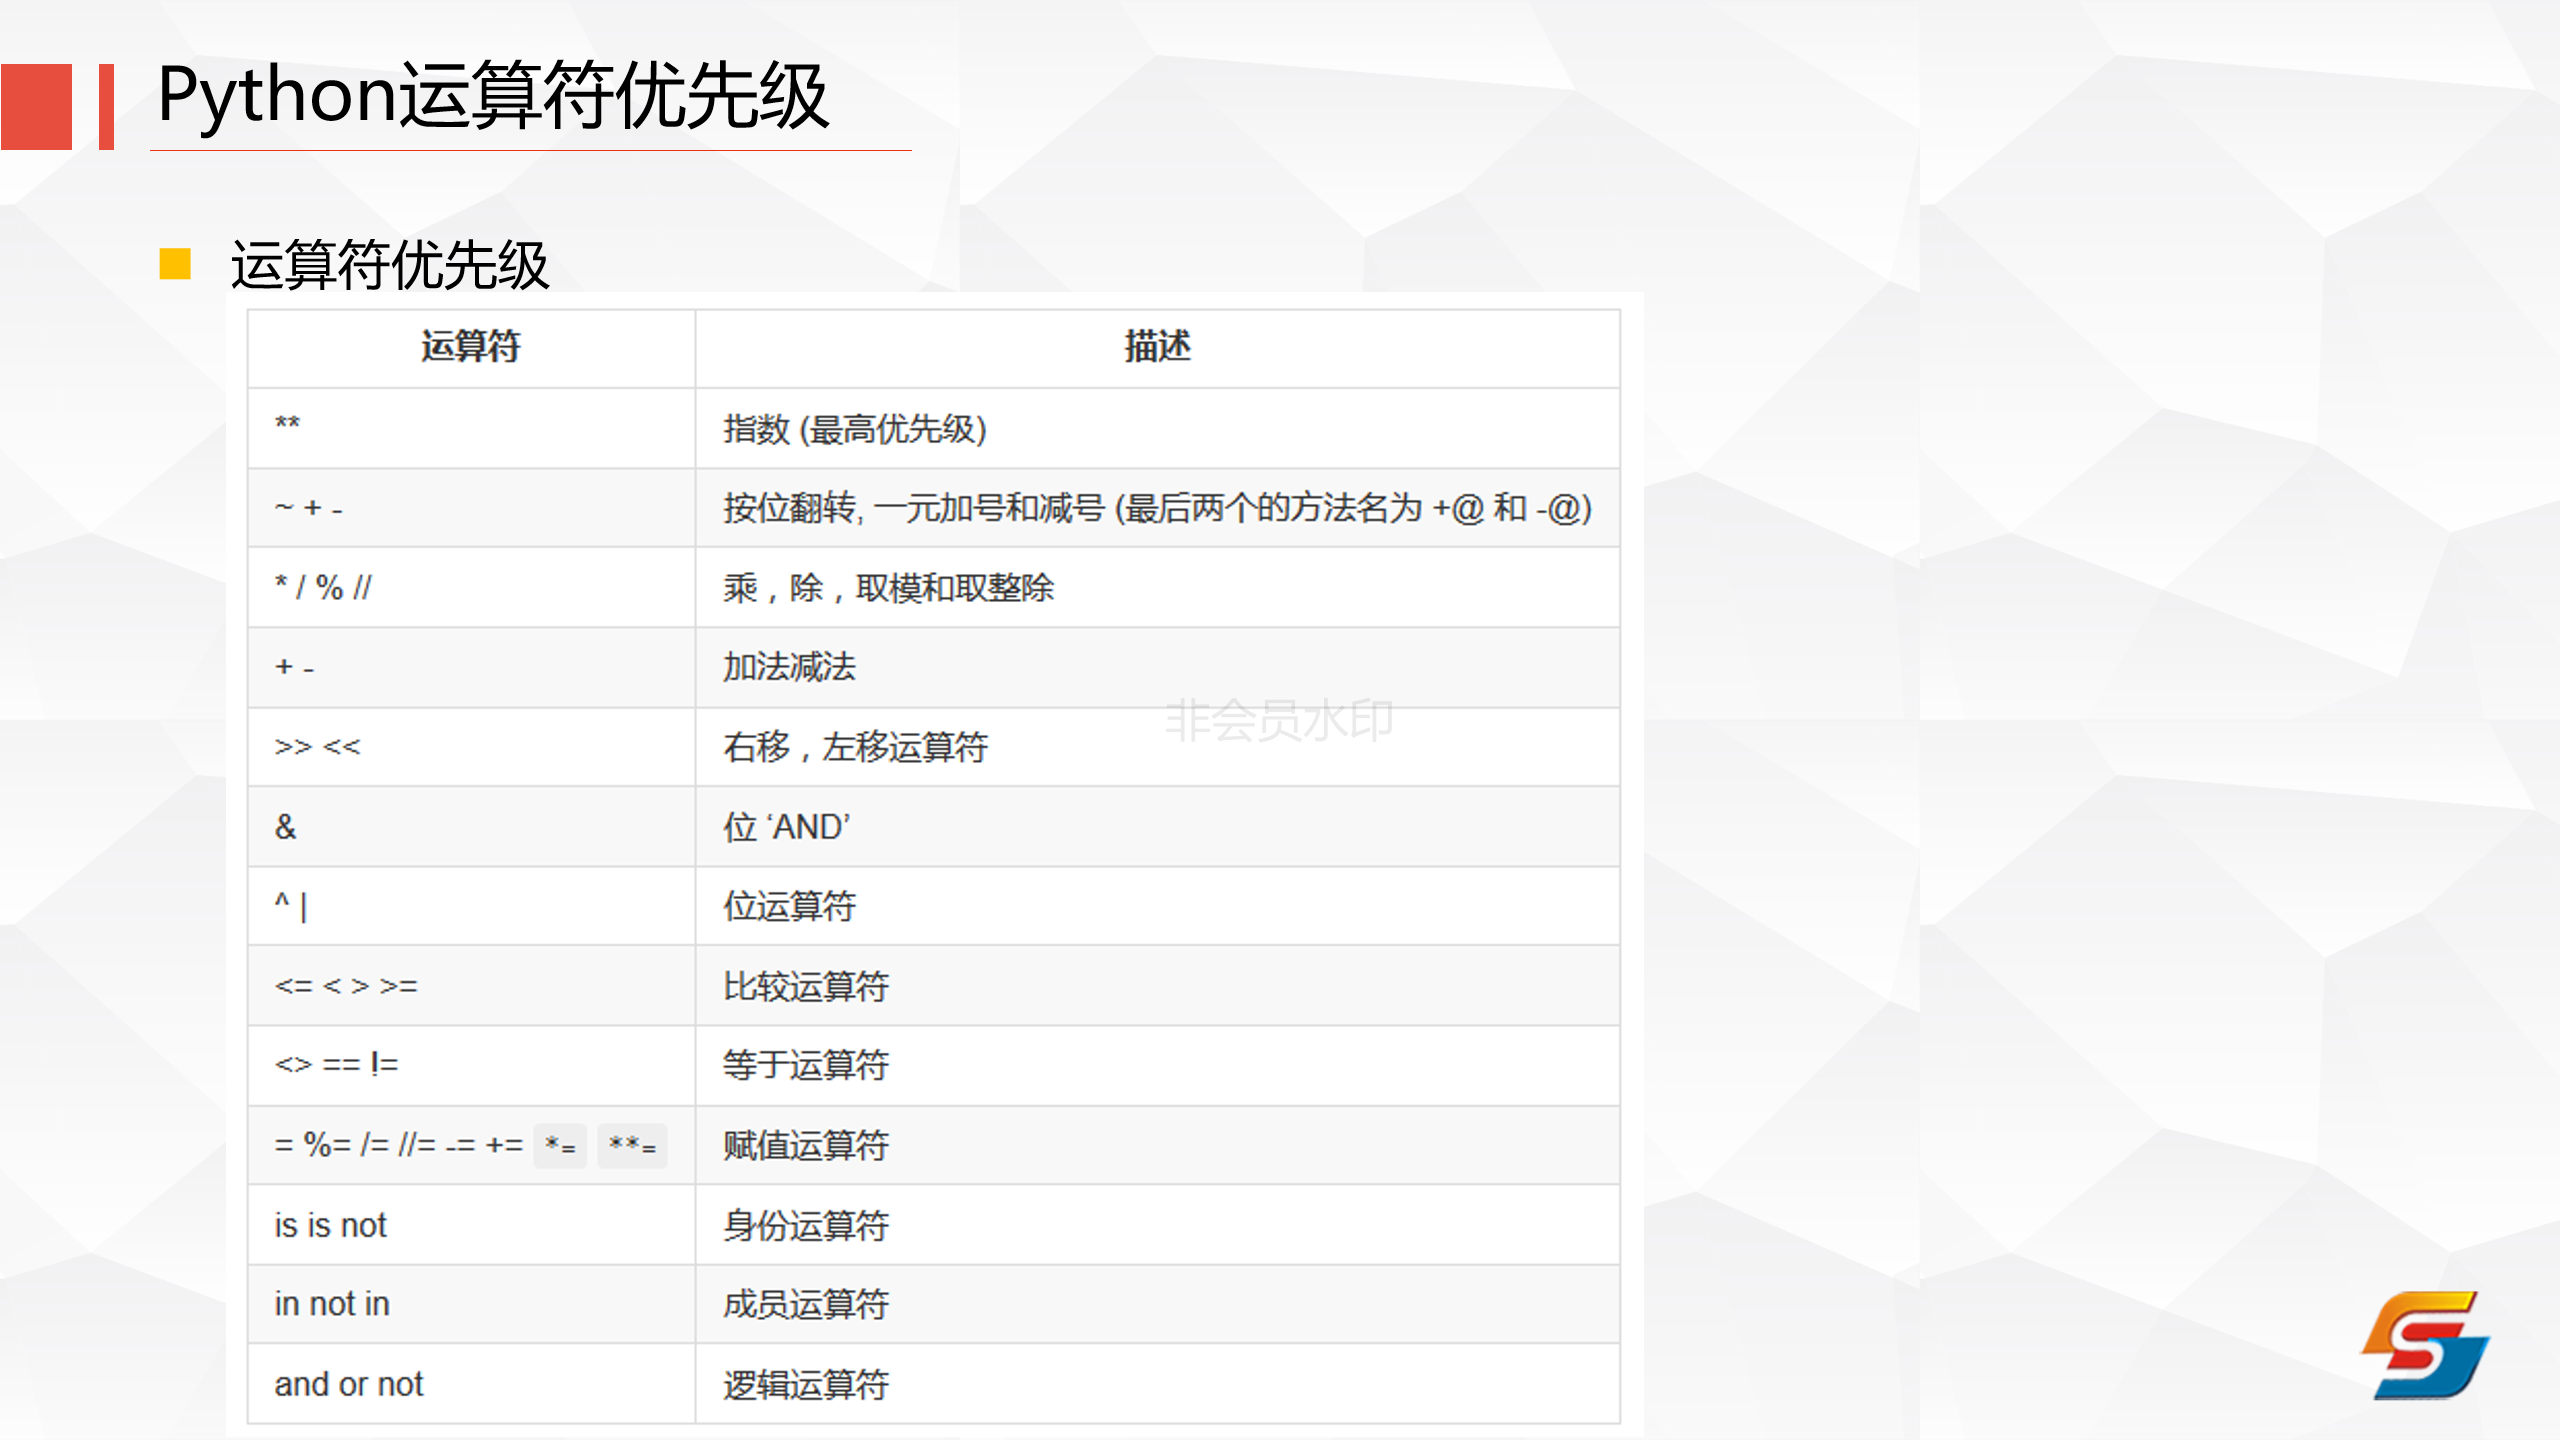 Python运算符优先级
运算符优先级
运算符 描述
** 指数 (最高优先级)
~ + - 按位翻转, 一元加号和减号 (最后两个的方法名为 +@ 和 -@)
* / % // 乘，除，取模和取整除
+ - 加法减法
>> << 右移，左移运算符
& 位 ‘AND’
^ | 位运算符
<= < > >= 比较运算符
<> == != 等于运算符
= %= /= //= -= += *= **= 赋值运算符
is is not 身份运算符
in not in 成员运算符
and or not 逻辑运算符
非会员水印